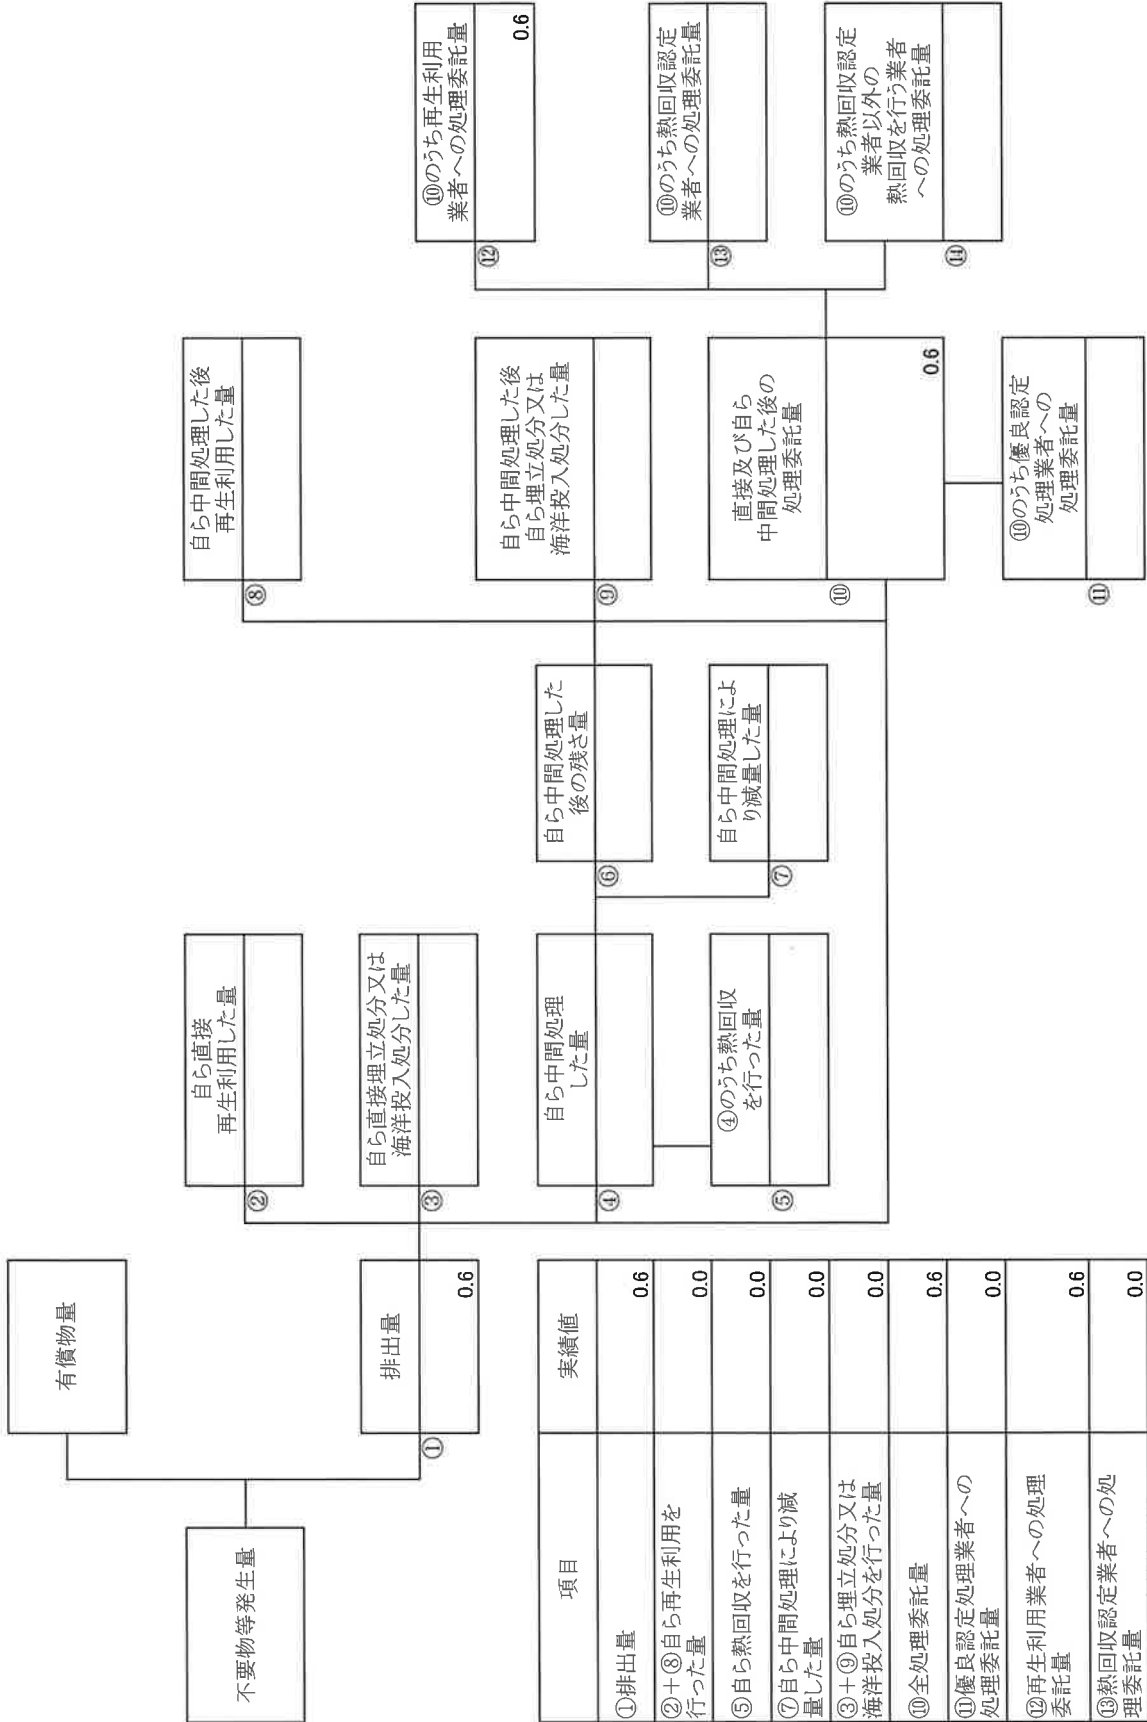 不要物等発生量
有償物量
排出量
①
0.6
自ら直接
再生利用した量
②
自ら直接埋立処分又は
海洋投入処分した量
③
自ら中間処理
した量
④
④のうち熱回収
を行った量
⑤
自ら中間処理した
後の残さ量
⑥
自ら中間処理によ
り減量した量
⑦
自ら中間処理した後
再生利用した量
⑧
自ら中間処理した後
自ら埋立処分又は
海洋投入処分した量
⑨
直接及び自ら
中間処理した後の
処理委託量
⑩
0.6
⑩のうち優良認定
処理業者への
処理委託量
⑪
⑩のうち再生利用
業者への処理委託量
⑫
0.6
⑩のうち熱回収認定
業者への処理委託量
⑬
⑩のうち熱回収認定
業者以外の
熱回収を行う業者
への処理委託量
⑭
項目 実績値
①排出量 0.6
②＋⑧自ら再生利用を
行った量 0.0
⑤自ら熱回収を行った量 0.0
⑦自ら中間処理により減
量した量 0.0
③＋⑨自ら埋立処分又は
海洋投入処分を行った量 0.0
⑩全処理委託量 0.6
⑪優良認定処理業者への
処理委託量 0.0
⑫再生利用業者への処理
委託量 0.6
⑬熱回収認定業者への処
理委託量 0.0